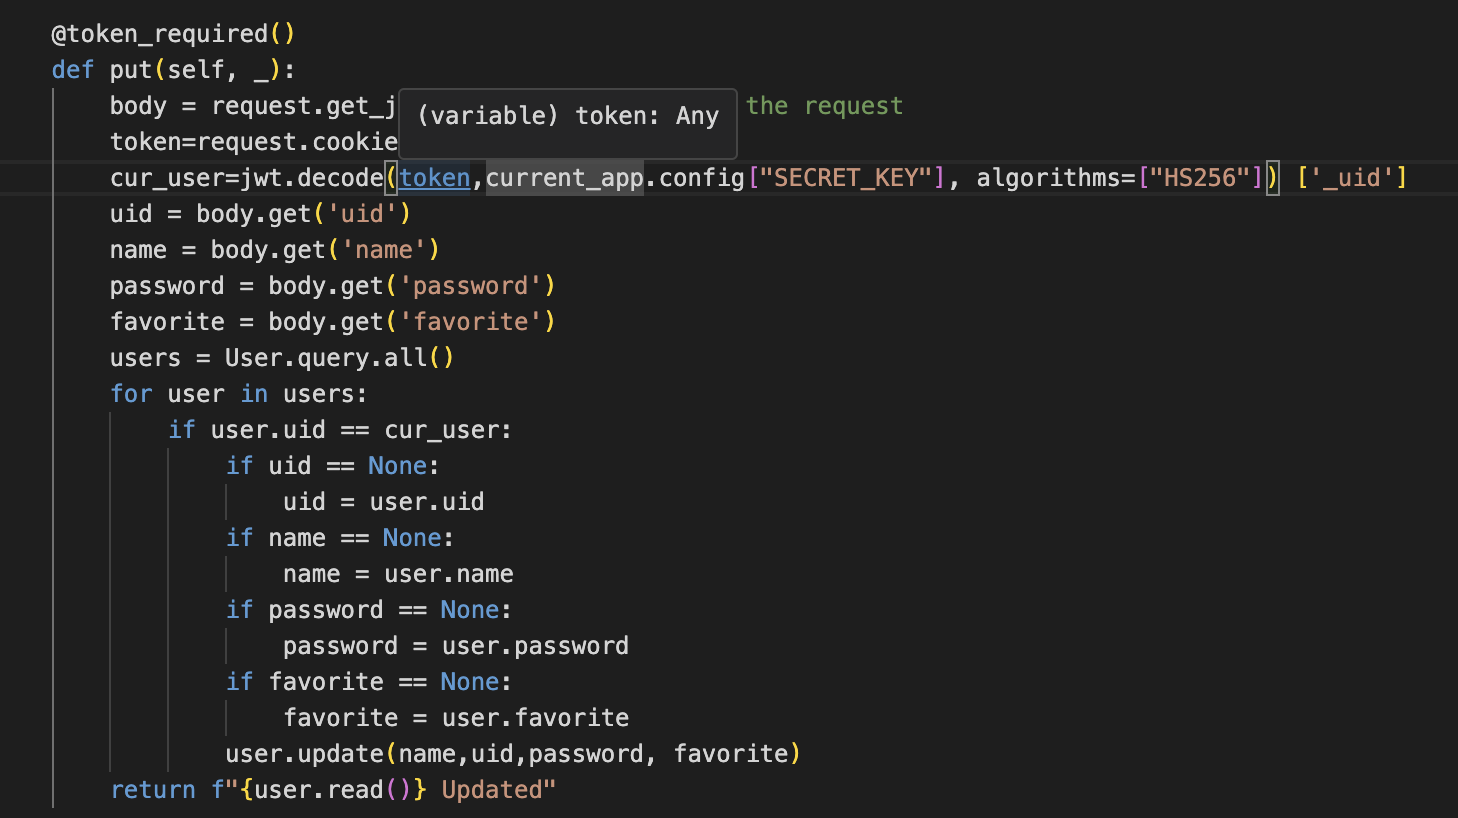 @token_required()
def put(self, _):
body = request.get_j the request
(variable) token: Any
token=request.cookie
cur_user=jwt.decode(token,current_app.config["SECRET_KEY"], algorithms=["HS256"]) ['_uid']
uid = body.get('uid')
name = body.get('name')
password = body.get('password')
favorite = body.get('favorite')
users = User.query.all()
for user in users:
if user.uid == cur_user:
if uid == None:
uid = user.uid
if name == None:
name = user.name
if password == None:
password = user.password
if favorite == None:
favorite = user.favorite
user.update(name,uid,password, favorite)
return f"{user.read()} Updated"